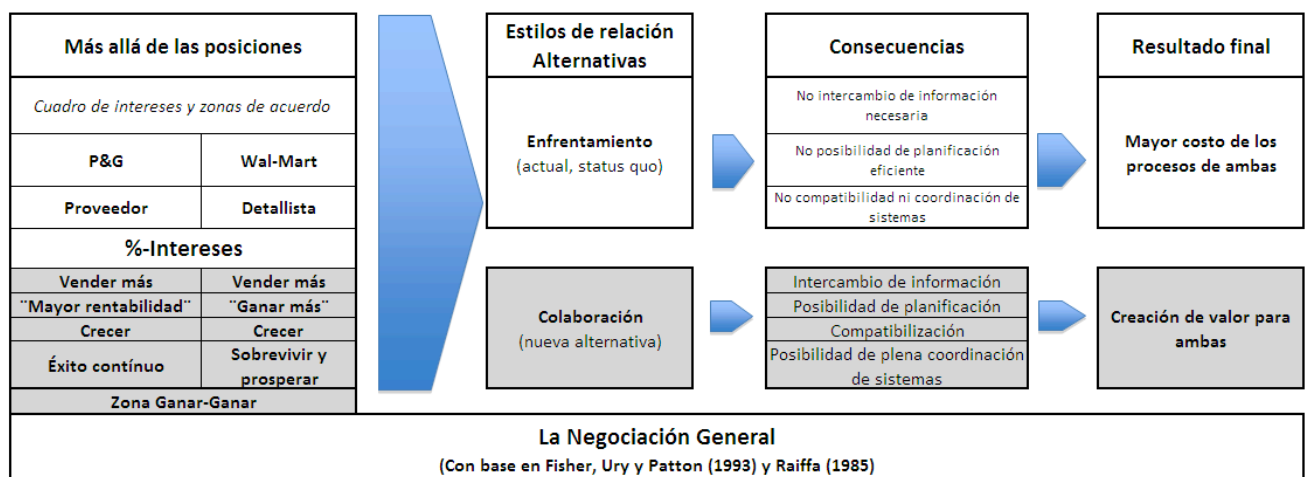 Más allá de las posiciones
Cuadro de intereses y zonas de acuerdo
P&G
Wal-Mart
Proveedor
Detallista
%-Intereses
Vender más
Vender más
¨Mayor rentabilidad¨
¨Ganar más¨
Crecer
Crecer
Éxito contínuo
Sobrevivir y
prosperar
Zona Ganar-Ganar
Estilos de relación
Alternativas
Enfrentamiento
(actual, status quo)
Colaboración
(nueva alternativa)
Consecuencias
No intercambio de información
necesaria
No posibilidad de planificación
eficiente
No compatibilidad ni coordinación de
sistemas
Intercambio de información
Posibilidad de planificación
Compatibilización
Posibilidad de plena coordinación
de sistemas
Resultado final
Mayor costo de los
procesos de ambas
Creación de valor para
ambas
La Negociación General
(Con base en Fisher, Ury y Patton (1993) y Raiffa (1985)